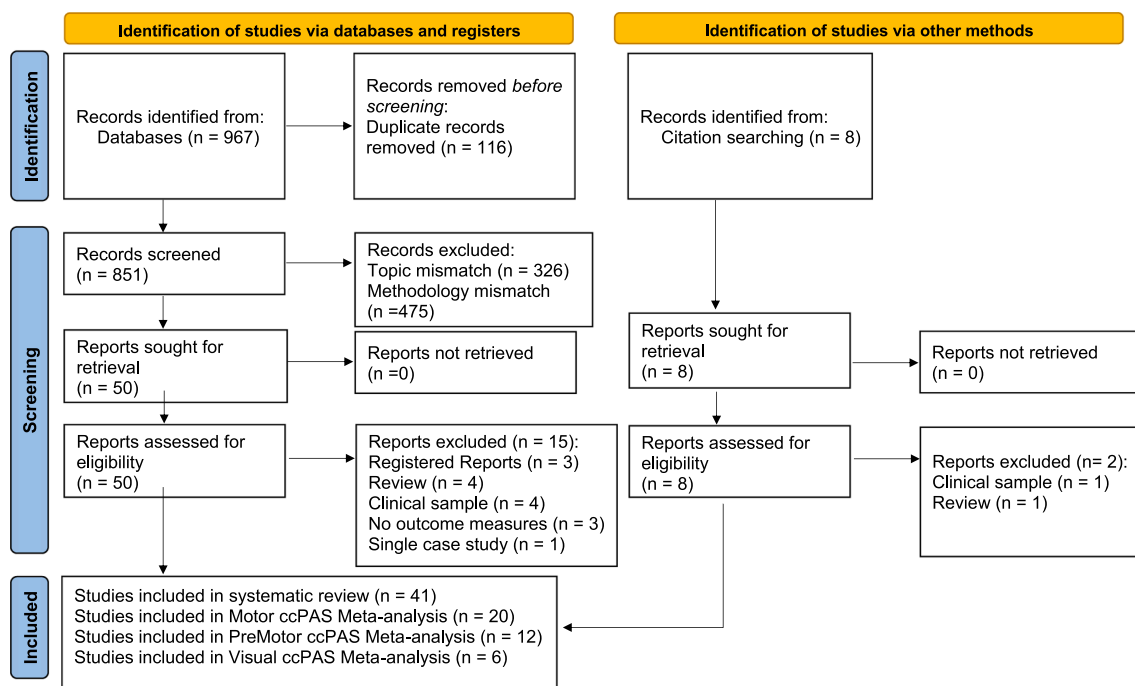 Identification of studies via databases and registers
Identification of studies via other methods
Identification
Records identified from:
Databases (n = 967)
Records removed before
screening:
Duplicate records
removed (n = 116)
Records identified from:
Citation searching (n = 8)
Screening
Records screened
(n = 851)
Records excluded:
Topic mismatch (n = 326)
Methodology mismatch
(n =475)
Reports sought for
retrieval
(n = 50)
Reports not retrieved
(n =0)
Reports sought for
retrieval
(n = 8)
Reports not retrieved
(n = 0)
Reports assessed for
eligibility
(n = 50)
Reports excluded (n = 15):
Registered Reports (n = 3)
Review (n = 4)
Clinical sample (n = 4)
No outcome measures (n = 3)
Single case study (n = 1)
Reports assessed for
eligibility
(n = 8)
Reports excluded (n= 2):
Clinical sample (n = 1)
Review (n = 1)
Included
Studies included in systematic review (n = 41)
Studies included in Motor ccPAS Meta-analysis (n = 20)
Studies included in PreMotor ccPAS Meta-analysis (n = 12)
Studies included in Visual ccPAS Meta-analysis (n = 6)